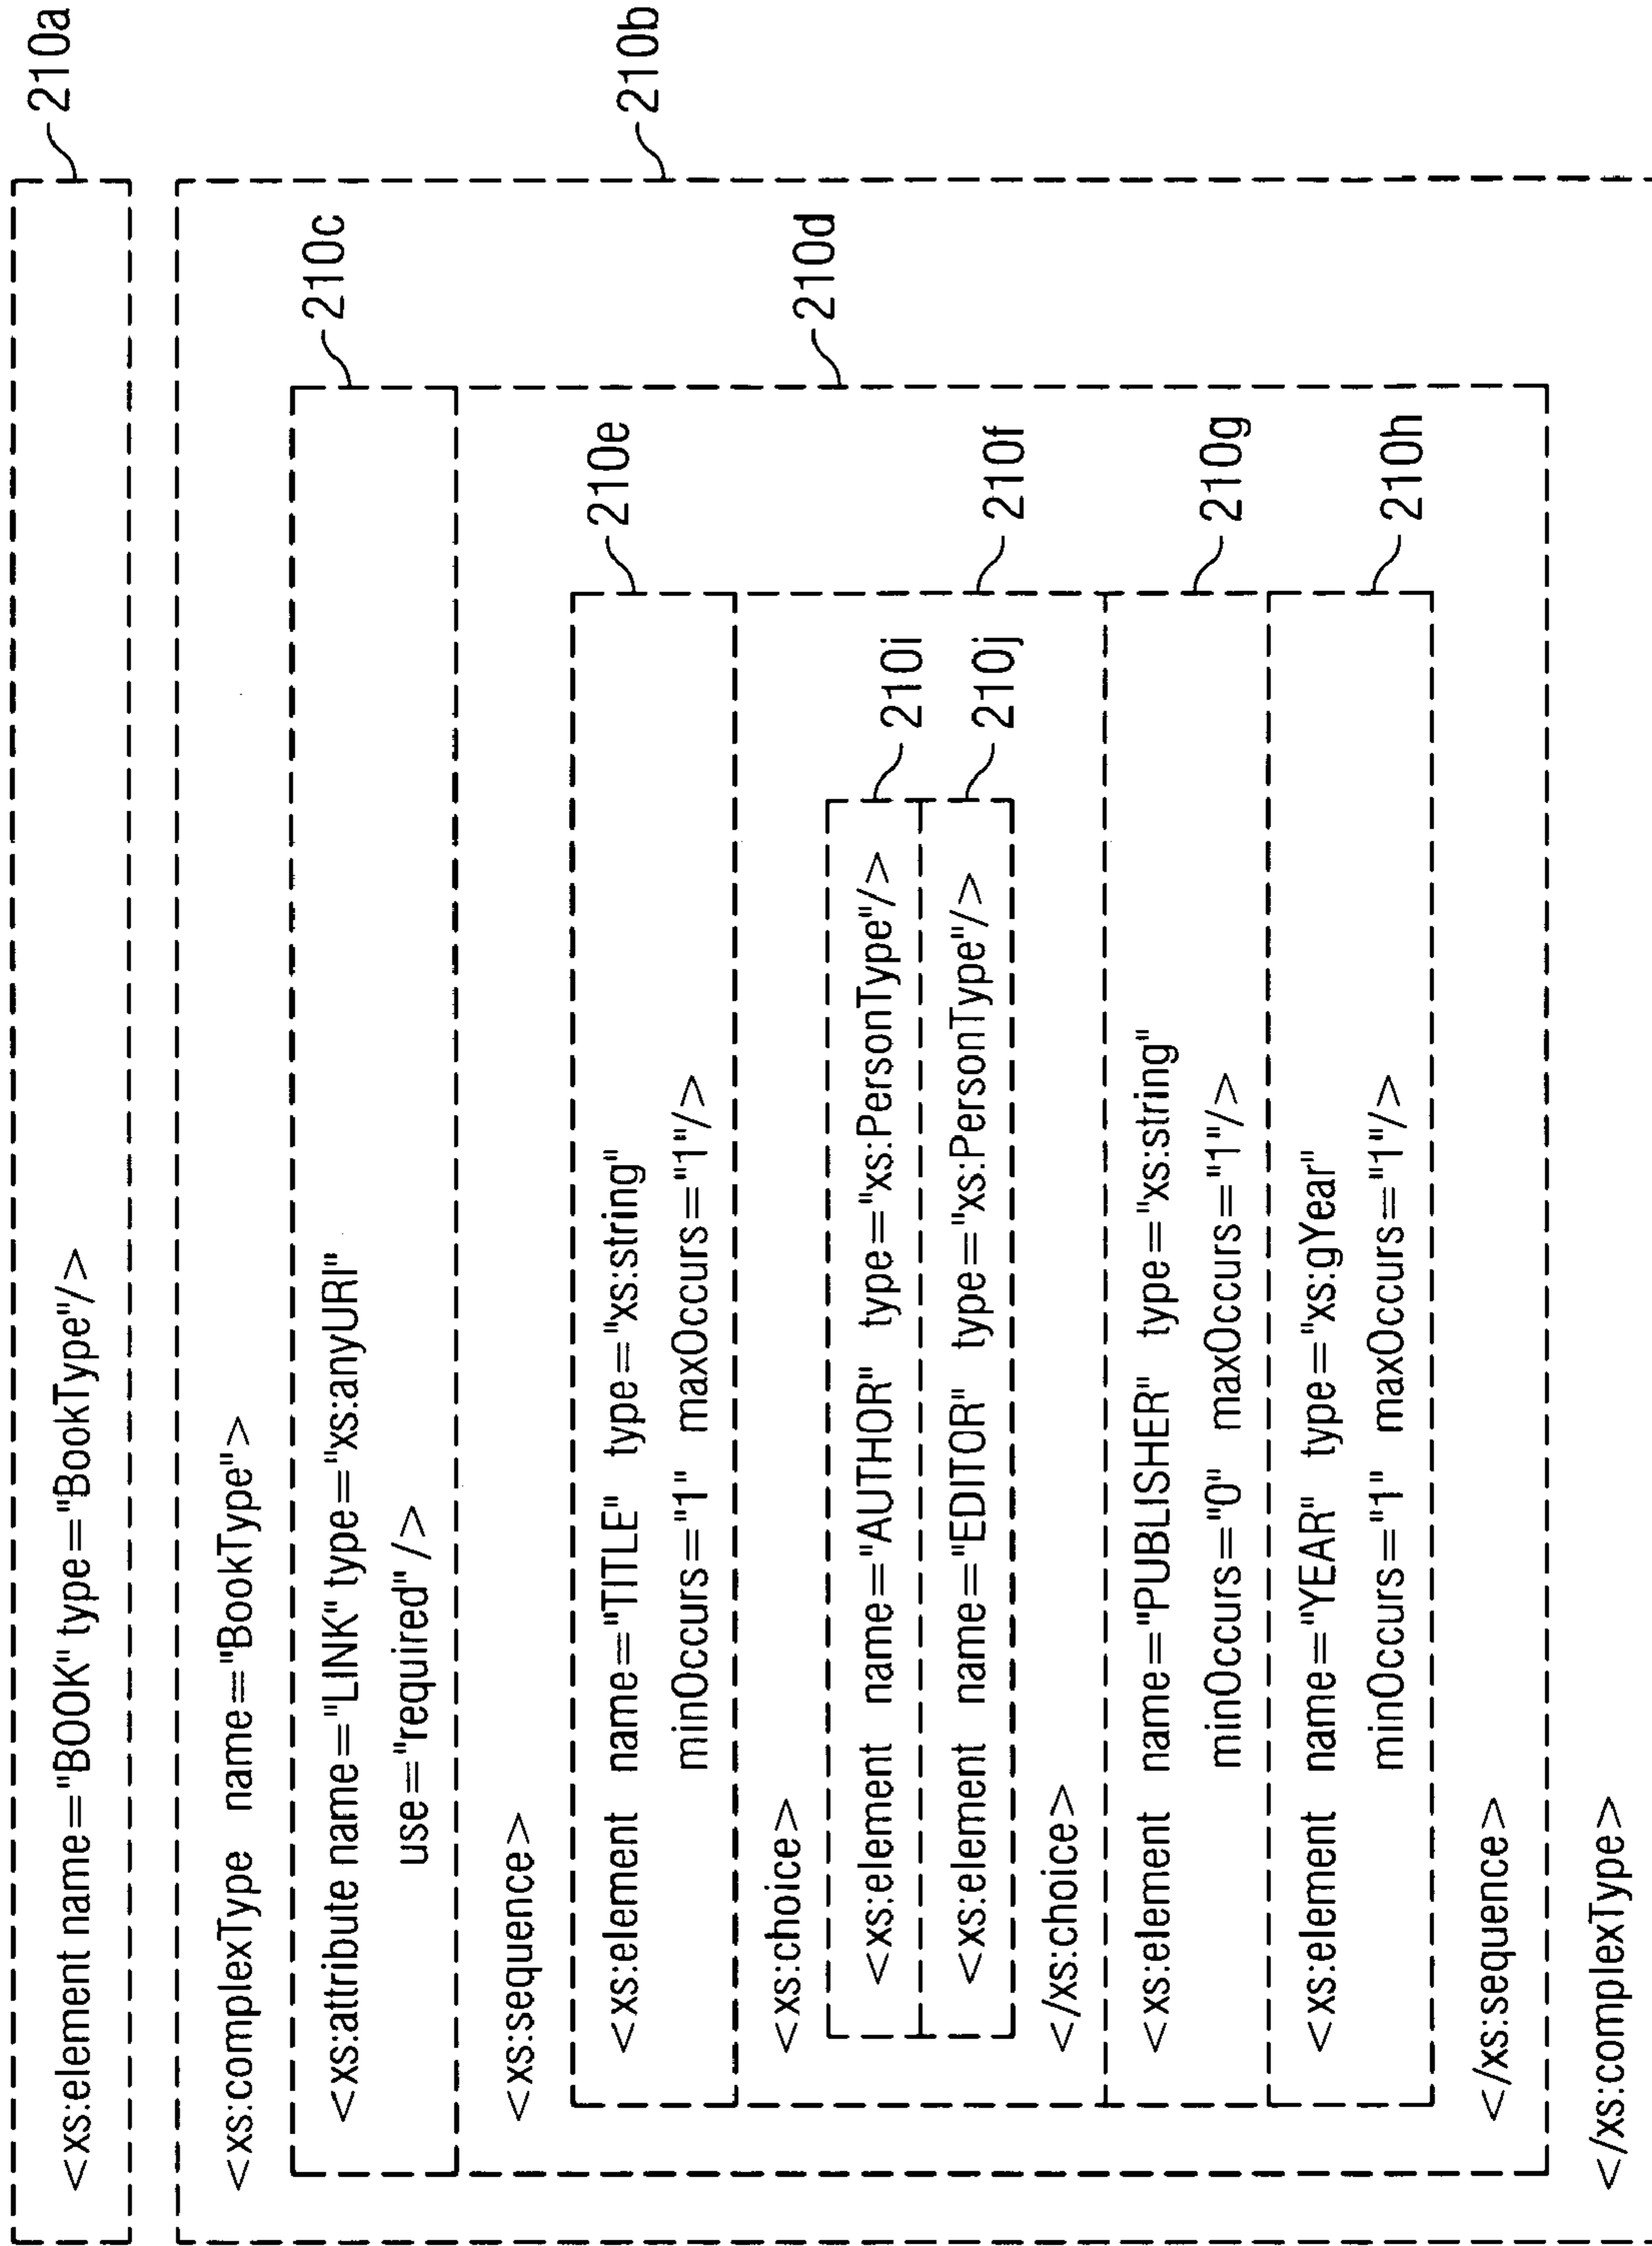 <xs:element name="BOOK" type="BookType"/>
210a
<xs:complexType name="BookType">
210b
<xs:attribute name="LINK" type="xs:anyURI"
use="required" />
210c
<xs:sequence>
210d
<xs:element name="TITLE" type="xs:string"
minOccurs="1" maxOccurs="1"/>
210e
<xs:choice>
210f
<xs:element name="AUTHOR" type="xs:PersonType"/>
210i
<xs:element name="EDITOR" type="xs:PersonType"/>
210j
</xs:choice>
<xs:element name="PUBLISHER" type="xs:string"
minOccurs="0" maxOccurs="1"/>
210g
<xs:element name="YEAR" type="xs:gYear"
minOccurs="1" maxOccurs="1"/>
210h
</xs:sequence>
</xs:complexType>